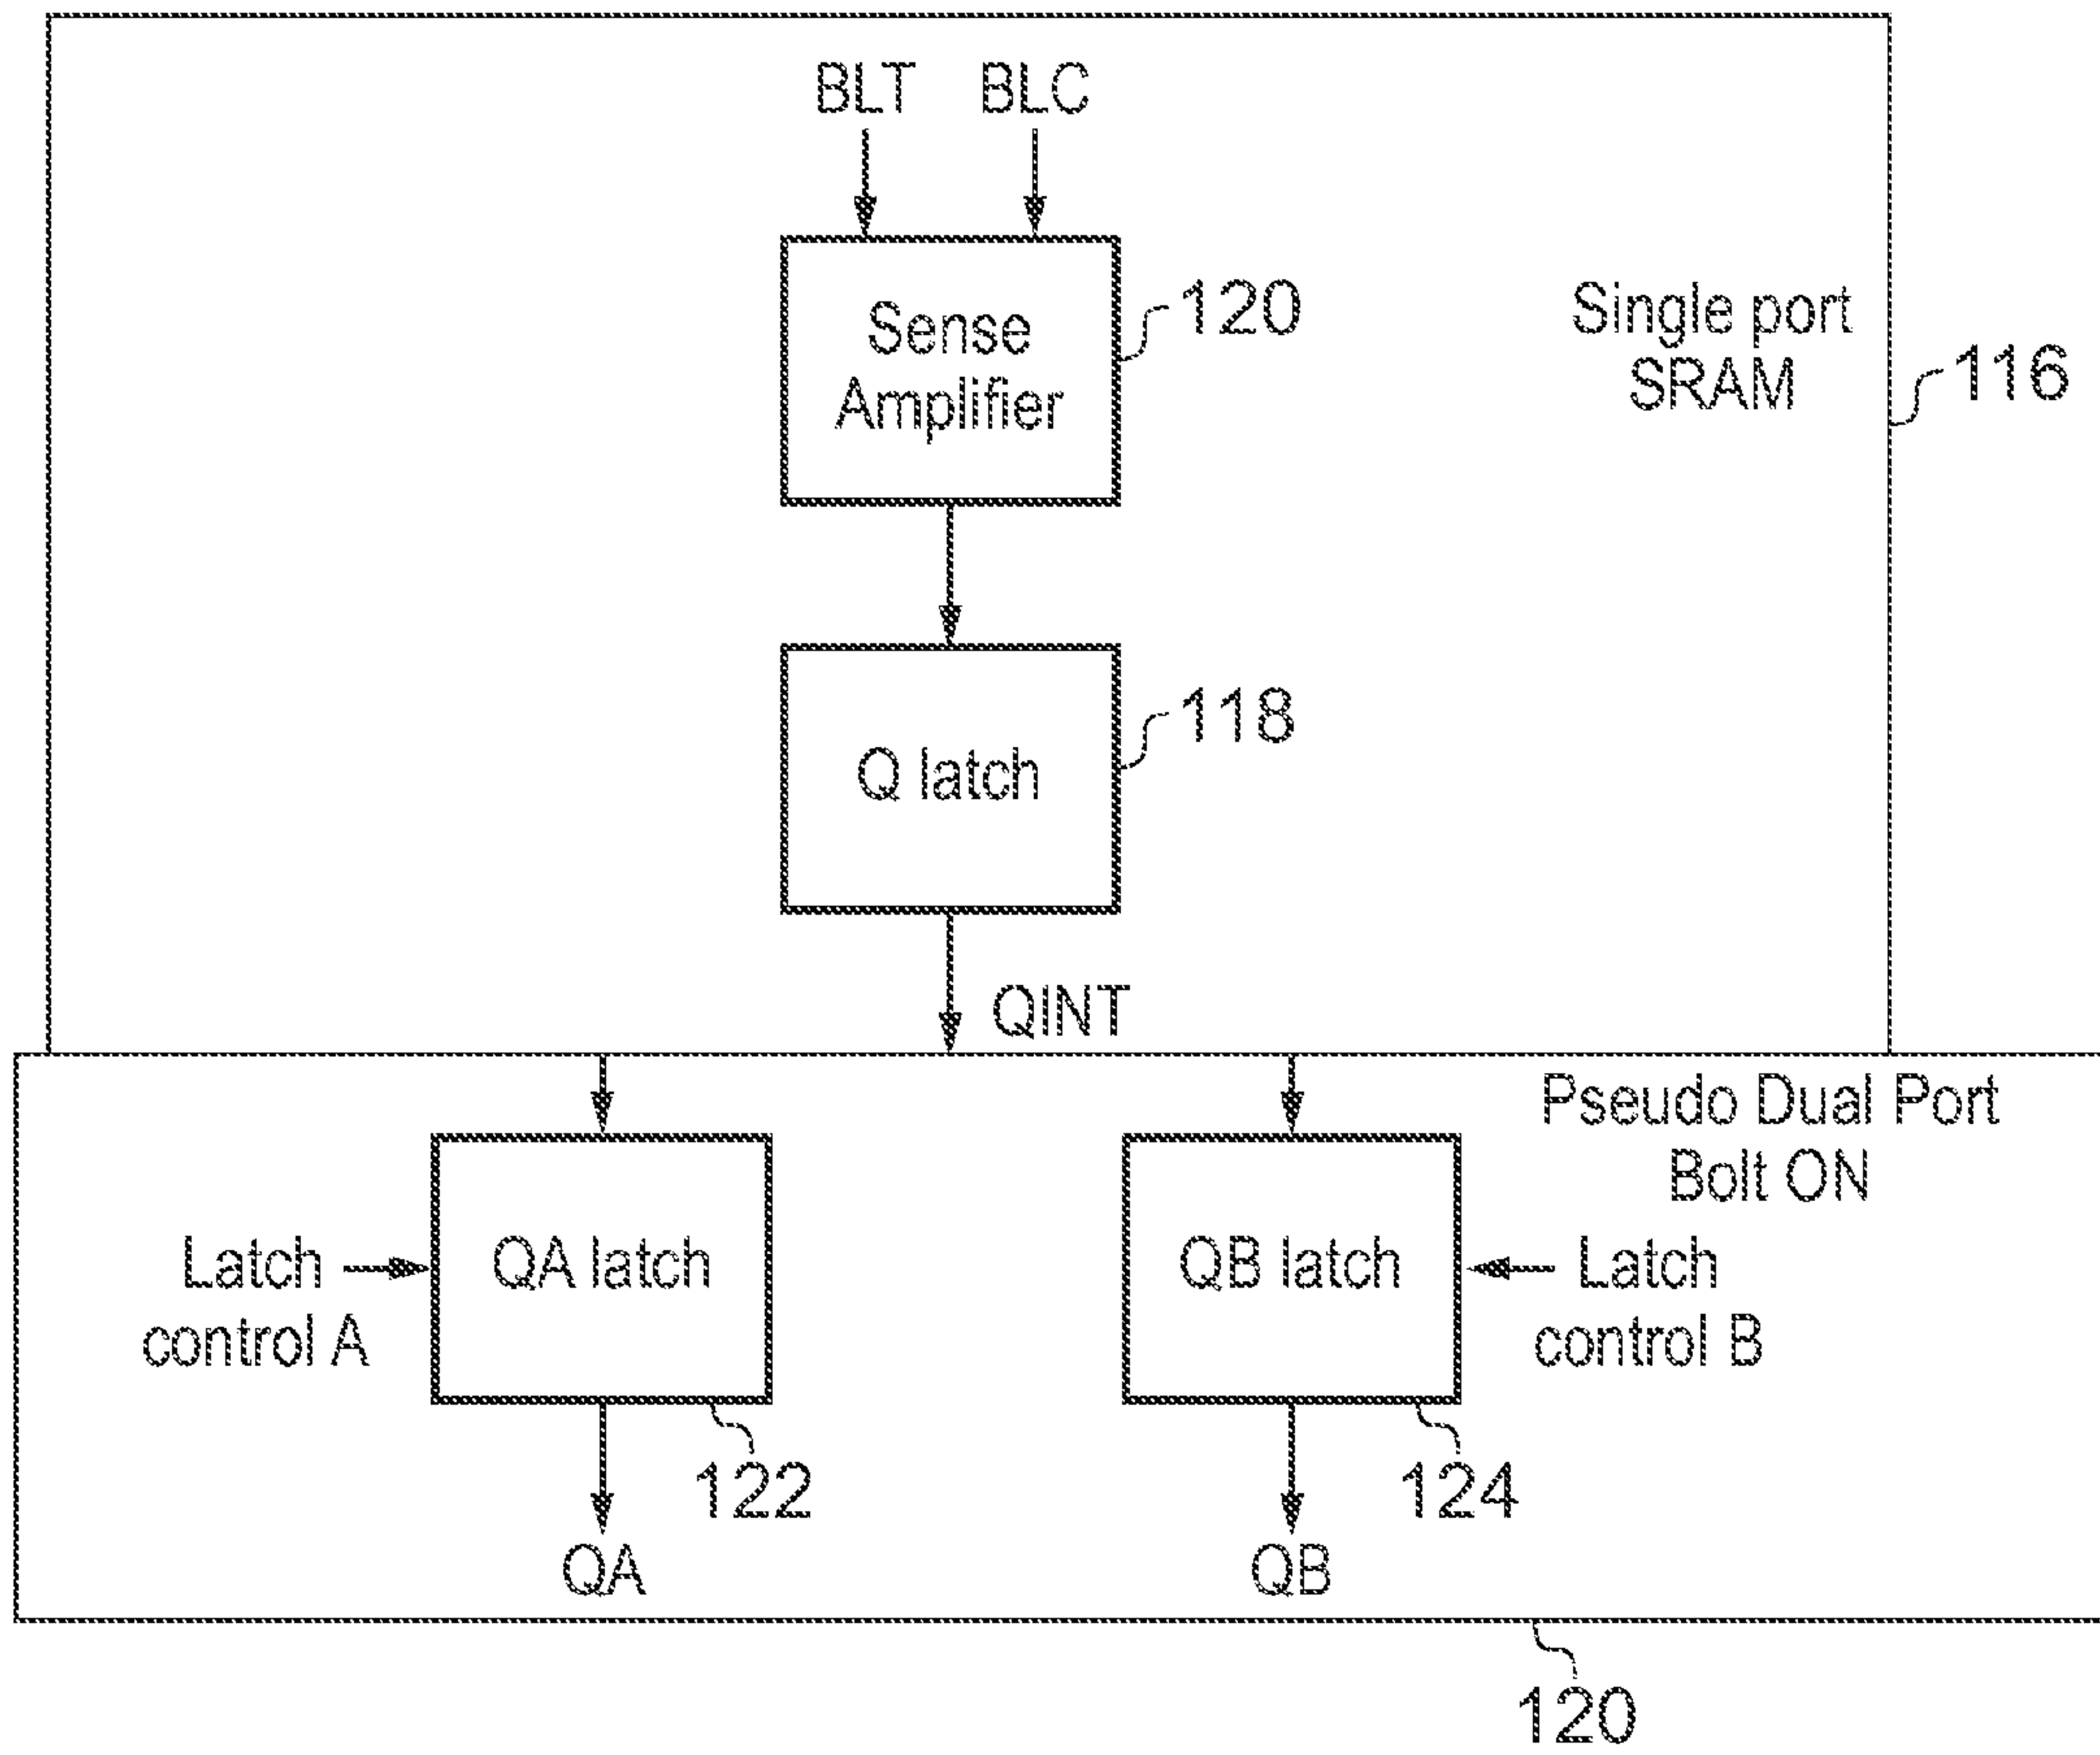 BLT BLC
Sense
Amplifier
120
Single port
SRAM
116
Q latch
118
QINT
Pseudo Dual Port
Bolt ON
Latch
control A
QA latch
QB latch
Latch
control B
122
124
QA
QB
120